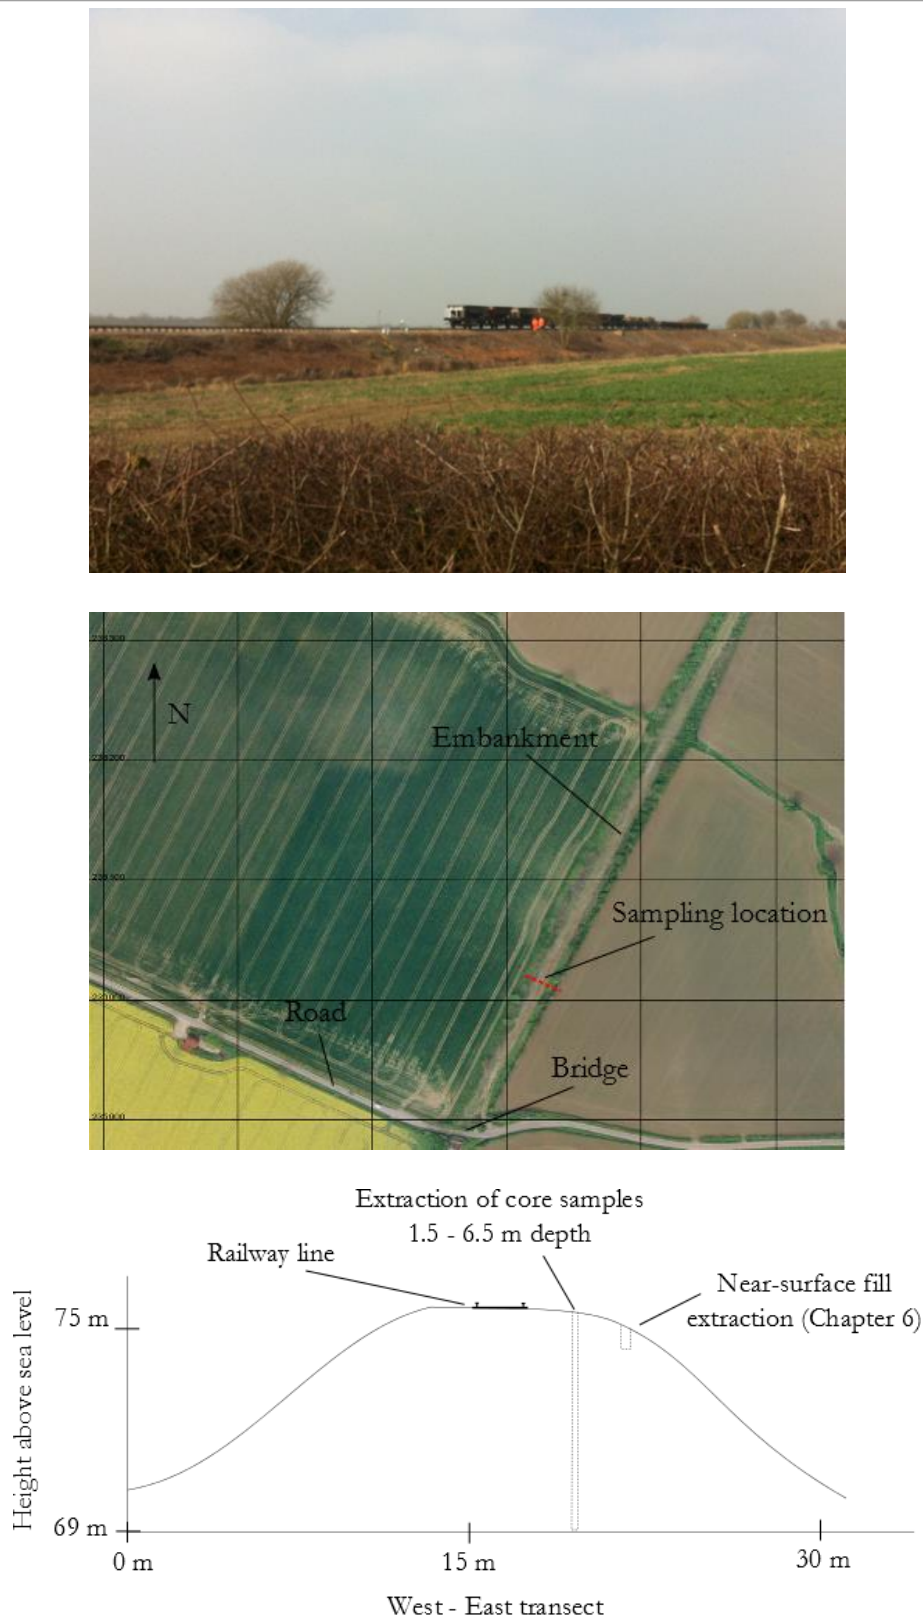 N
Embankment
Sampling location
Road
Bridge
Extraction of core samples
1.5 - 6.5 m depth
Railway line
Near-surface fill
extraction (Chapter 6)
Height above sea level
75 m
69 m
0 m
15 m
30 m
West - East transect